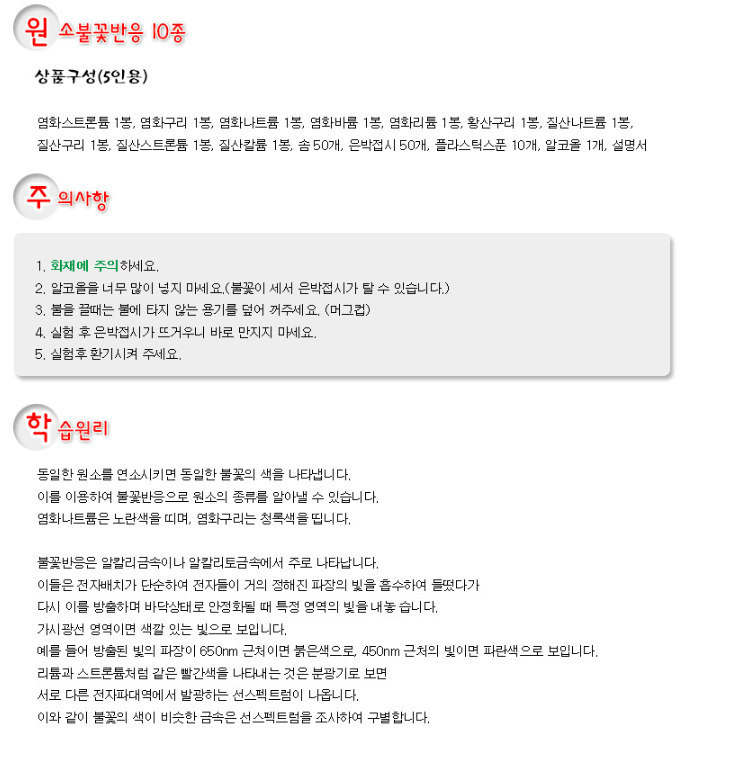 원소불꽃반응 10종
상품구성(5인용)
염화스트론튬 1봉, 염화구리 1봉, 염화나트륨 1봉, 염화바륨 1봉, 염화리튬 1봉, 황산구리 1봉, 질산나트륨 1봉,
질산구리 1봉, 질산스트론튬 1봉, 질산칼륨 1봉, 솜 50개, 은박접시 50개, 플라스틱스푼 10개, 알코올 1개, 설명서
주의사항
1. 화재에 주의하세요.
2. 알코올을 너무 많이 넣지 마세요.(불꽃이 세서 은박접시가 탈 수 있습니다.)
3. 불을 끌때는 불에 타지 않는 용기를 덮어 꺼주세요. (머그컵)
4. 실험 후 은박접시가 뜨거우니 바로 만지지 마세요.
5. 실험후 환기시켜 주세요.
학습원리
동일한 원소를 연소시키면 동일한 불꽃의 색을 나타냅니다.
이를 이용하여 불꽃반응으로 원소의 종류를 알아낼 수 있습니다.
염화나트륨은 노란색을 띠며, 염화구리는 청록색을 띱니다.
불꽃반응은 알칼리금속이나 알칼리토금속에서 주로 나타납니다.
이들은 전자배치가 단순하여 전자들이 거의 정해진 파장의 빛을 흡수하여 들떴다가
다시 이를 방출하며 바닥상태로 안정화될 때 특정 영역의 빛을 내놓 습니다.
가시광선 영역이면 색깔 있는 빛으로 보입니다.
예를 들어 방출된 빛의 파장이 650nm 근처이면 붉은색으로, 450nm 근처의 빛이면 파란색으로 보입니다.
리튬과 스트론튬처럼 같은 빨간색을 나타내는 것은 분광기로 보면
서로 다른 전자파대역에서 발광하는 선스펙트럼이 나옵니다.
이와 같이 불꽃의 색이 비슷한 금속은 선스펙트럼을 조사하여 구별합니다.